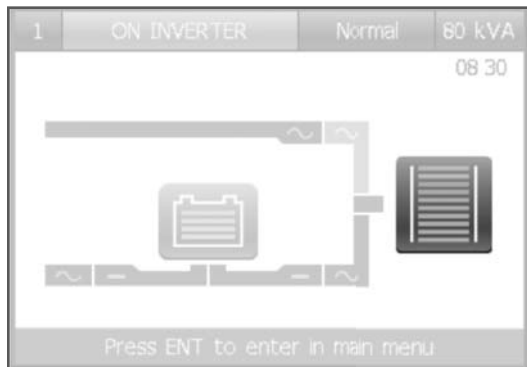 1 ON INVERTER Normal 80 kVA
08 30
Press ENT to enter in main menu